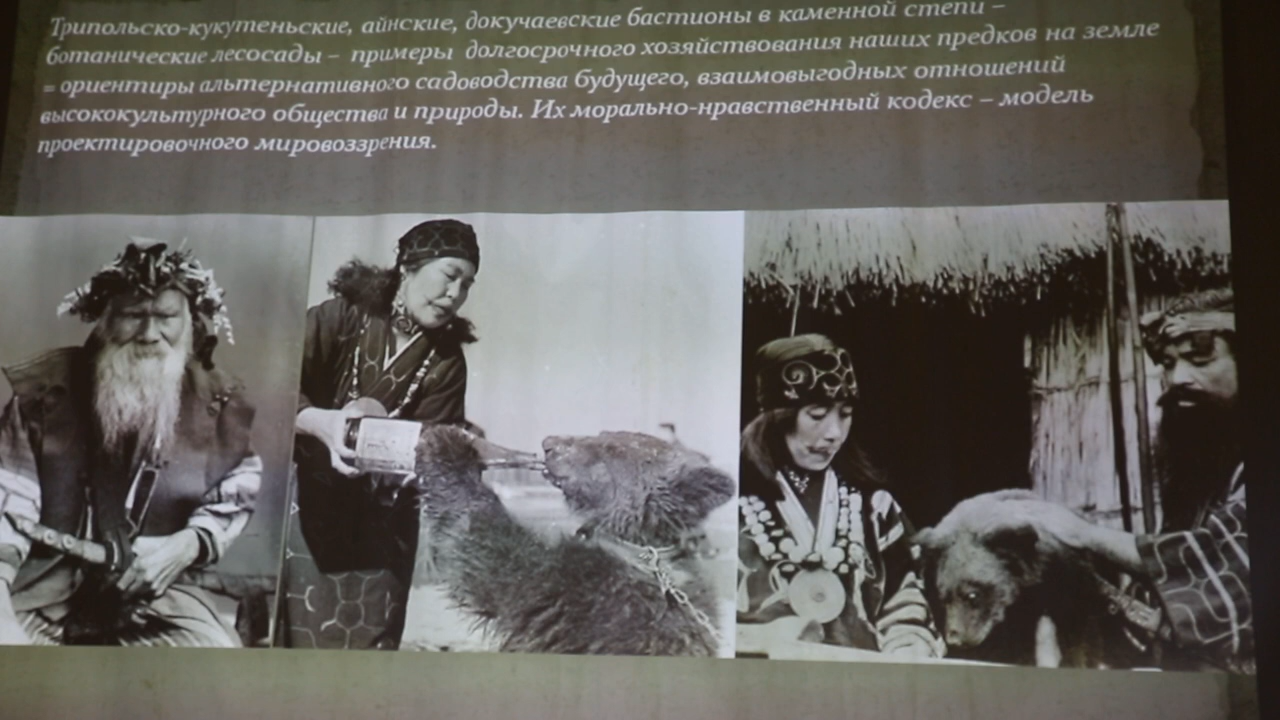 Трипольско-кукутеньские, айнские, докучаевские бастионы в каменной степи –
ботанические лесосады – примеры долгосрочного хозяйствования наших предков на земле
= ориентиры альтернативного садоводства будущего, взаимовыгодных отношений
высококультурного общества и природы. Их морально-нравственный кодекс – модель
проектировочного мировоззрения.